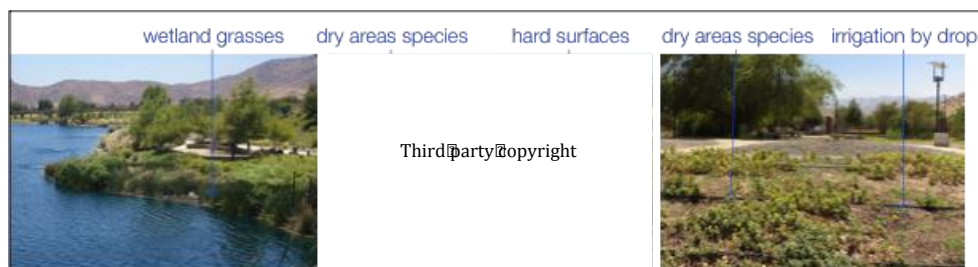 wetland grasses dry areas species hard surfaces dry areas species irrigation by drop
Third party copyright